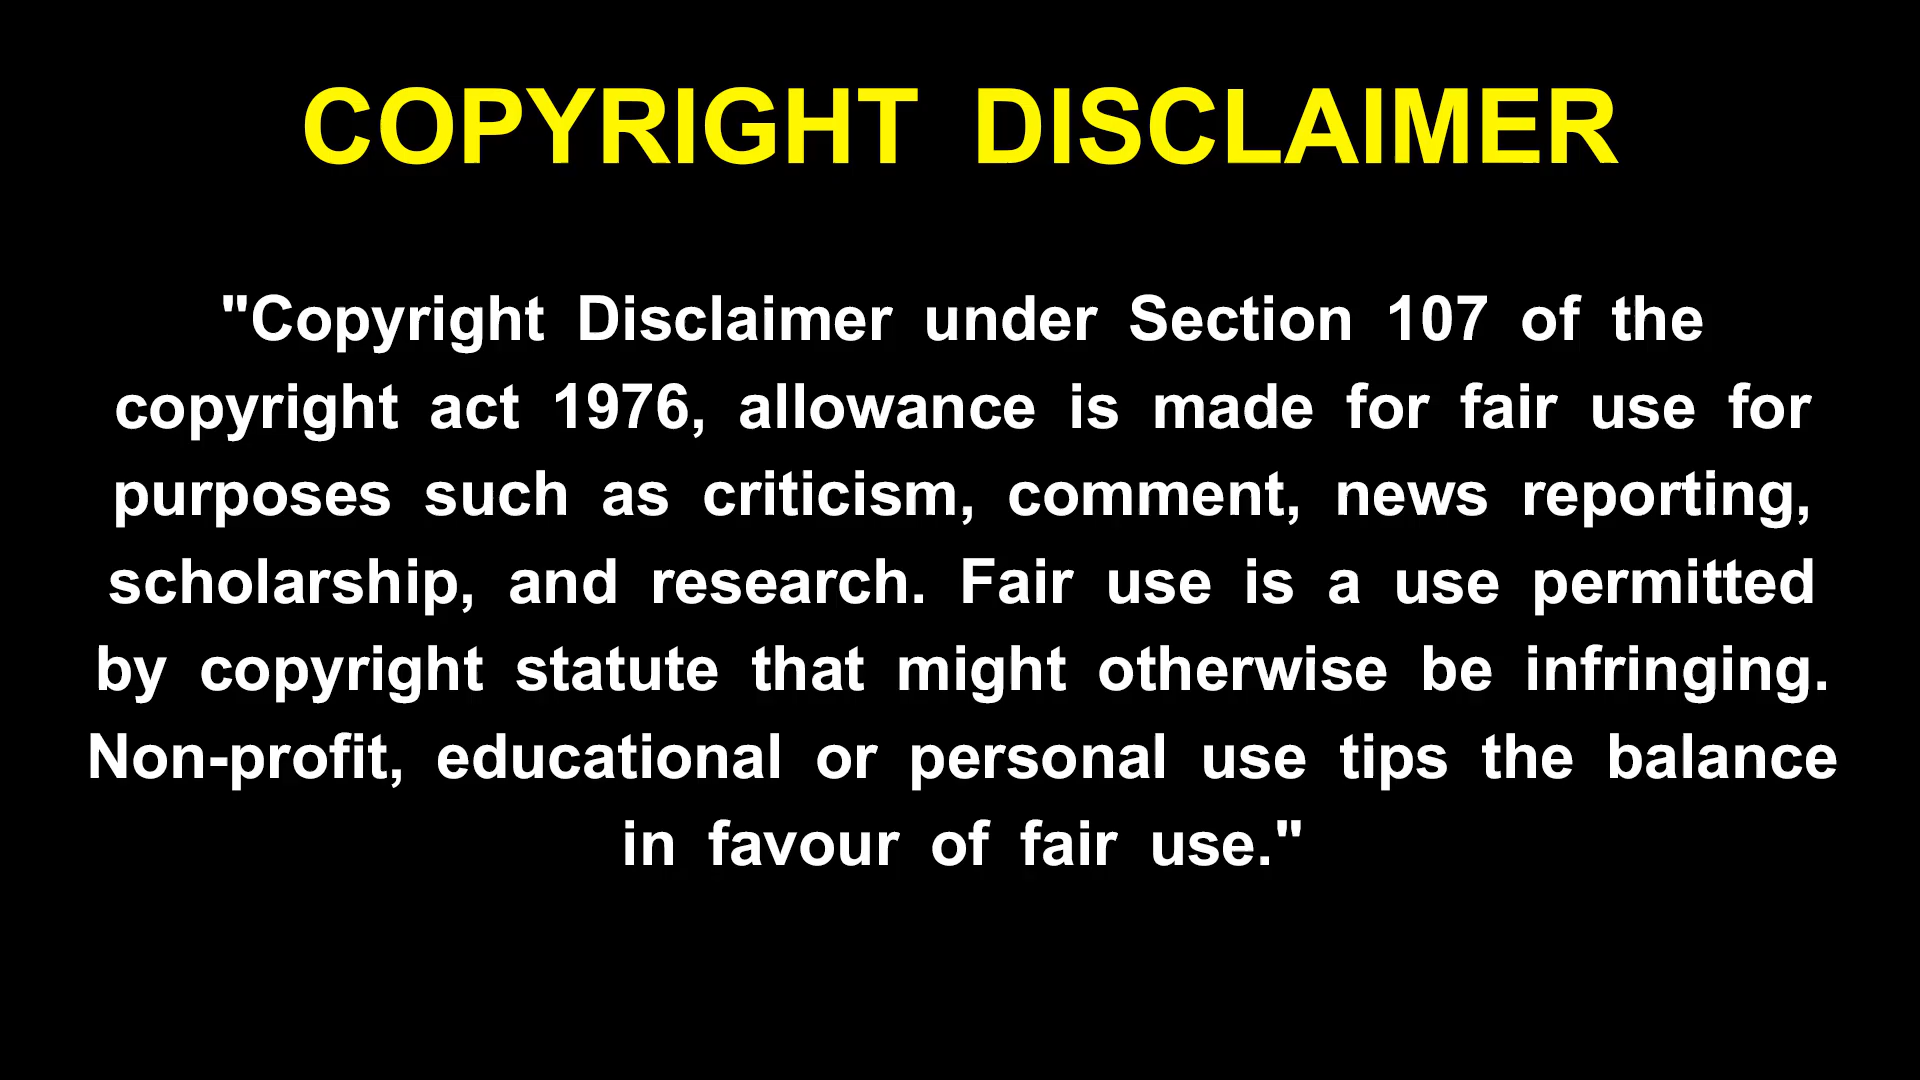 COPYRIGHT DISCLAIMER
"Copyright Disclaimer under Section 107 of the
copyright act 1976, allowance is made for fair use for
purposes such as criticism, comment, news reporting,
scholarship, and research. Fair use is a use permitted
by copyright statute that might otherwise be infringing.
Non-profit, educational or personal use tips the balance
in favour of fair use."